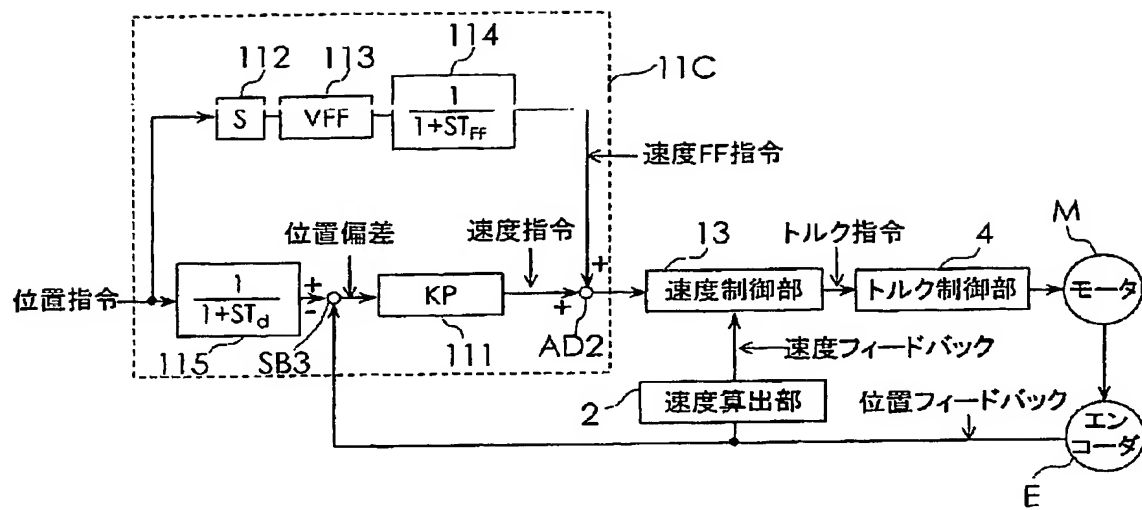 112
113
114
11C
S
VFF
1
1+ST_FF
速度FF指令
位置偏差
速度指令
13
トルク指令
4
M
位置指令
1
1+ST_d
+
-
KP
+
+
速度制御部
トルク制御部
モータ
115
SB3
111
AD2
速度フィードバック
2
速度算出部
位置フィードバック
エン
コーダ
E